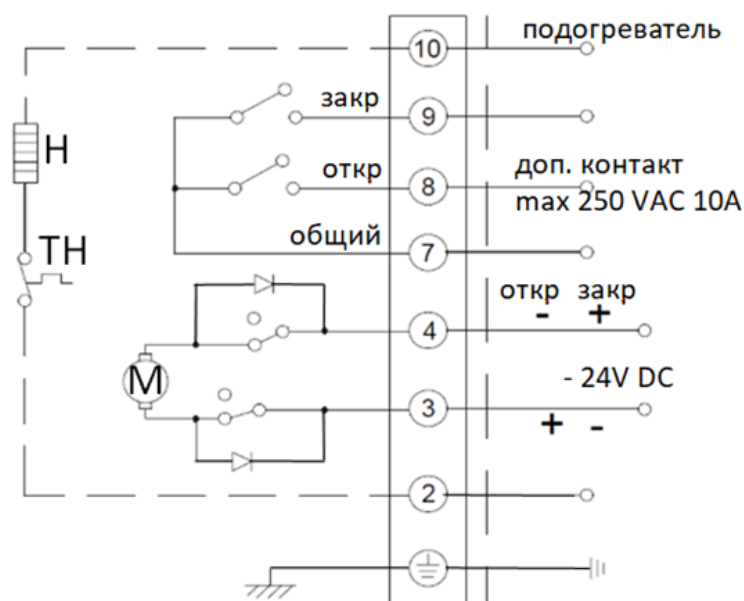 10 подогреватель
закр 9
H
откр 8 доп. контакт
max 250 VAC 10A
общий 7
TH
откр закр
4 - +
M
- 24V DC
3
+ -
2